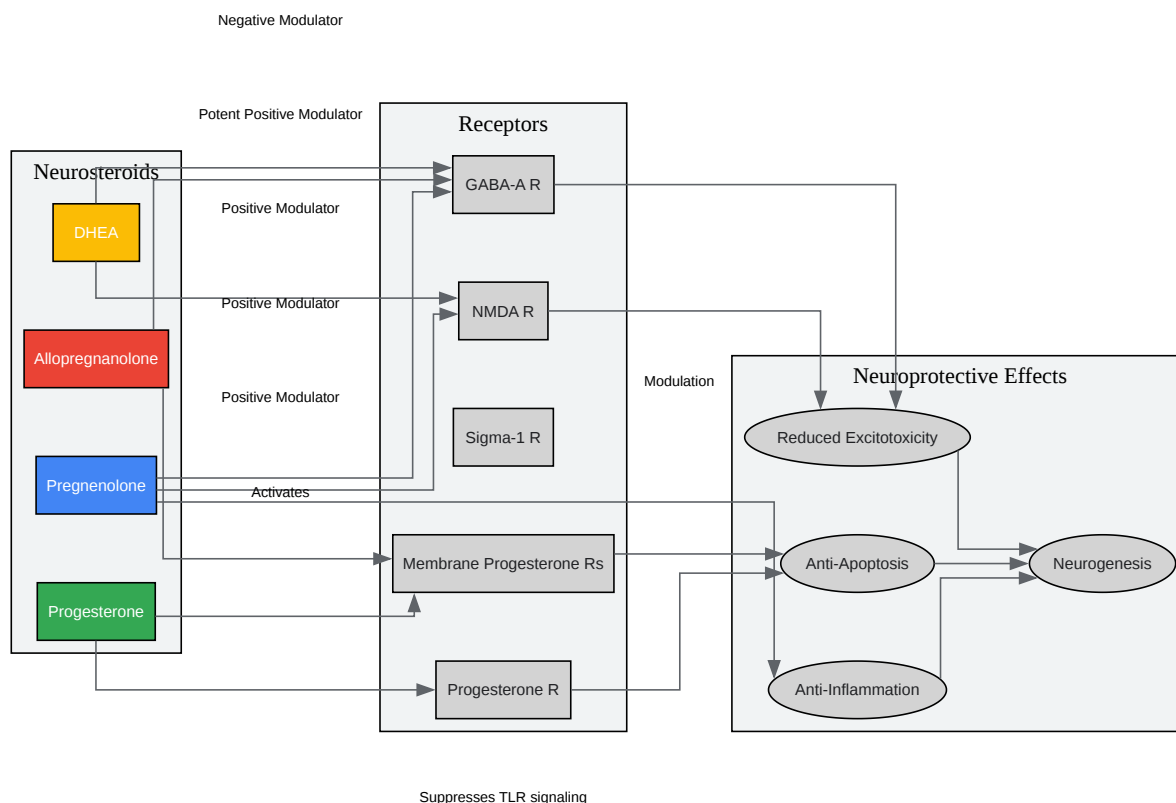 Negative Modulator
Potent Positive Modulator
Receptors
Neurosteroids
GABA-A R
Positive Modulator
DHEA
Positive Modulator
NMDA R
Allopregnanolone
Modulation
Neuroprotective Effects
Positive Modulator
Sigma-1 R
Reduced Excitotoxicity
Pregnenolone
Activates
Membrane Progesterone Rs
Anti-Apoptosis
Neurogenesis
Progesterone
Progesterone R
Anti-Inflammation
Suppresses TLR signaling